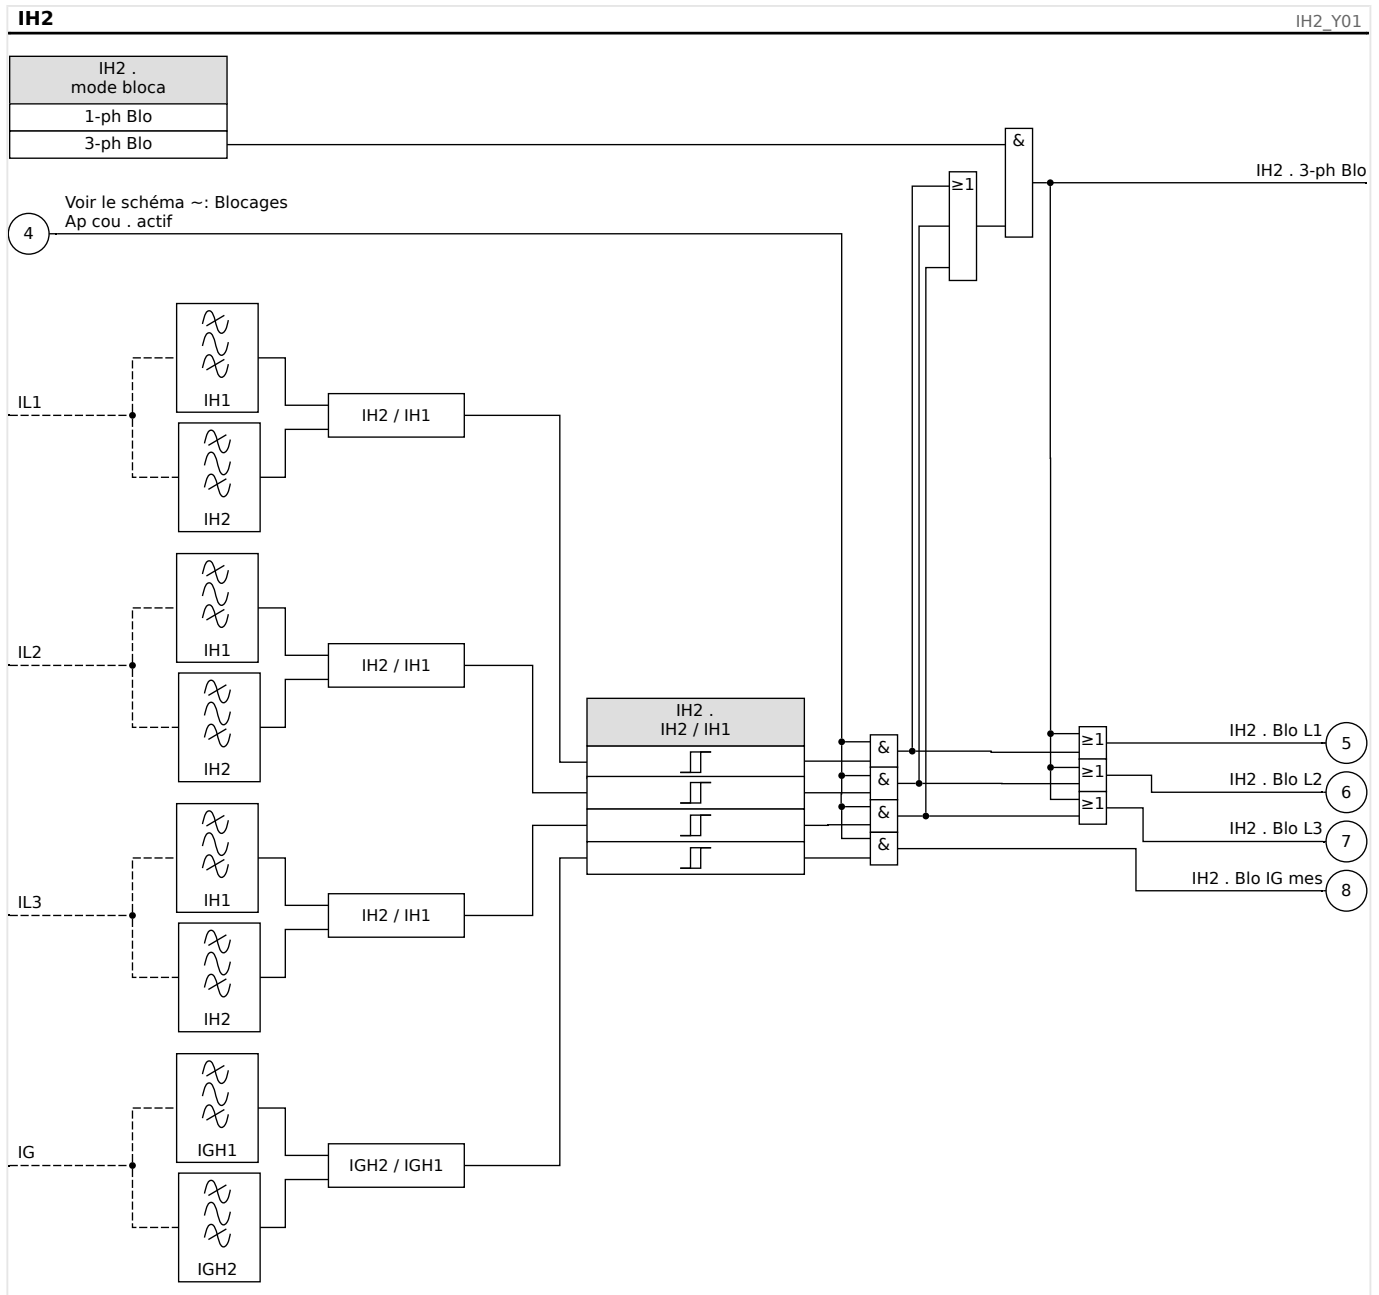 IH2
IH2_Y01
IH2 .
mode bloca
1-ph Blo
3-ph Blo
&
IH2 . 3-ph Blo
≥1
Voir le schéma ~: Blocages
Ap cou . actif
4
IL1
IH1
IH2
IH2 / IH1
IL2
IH1
IH2
IH2 / IH1
IH2 .
IH2 / IH1
&
&
&
&
≥1
≥1
≥1
IH2 . Blo L1
5
IH2 . Blo L2
6
IH2 . Blo L3
7
IH2 . Blo IG mes
8
IL3
IH1
IH2
IH2 / IH1
IG
IGH1
IGH2
IGH2 / IGH1